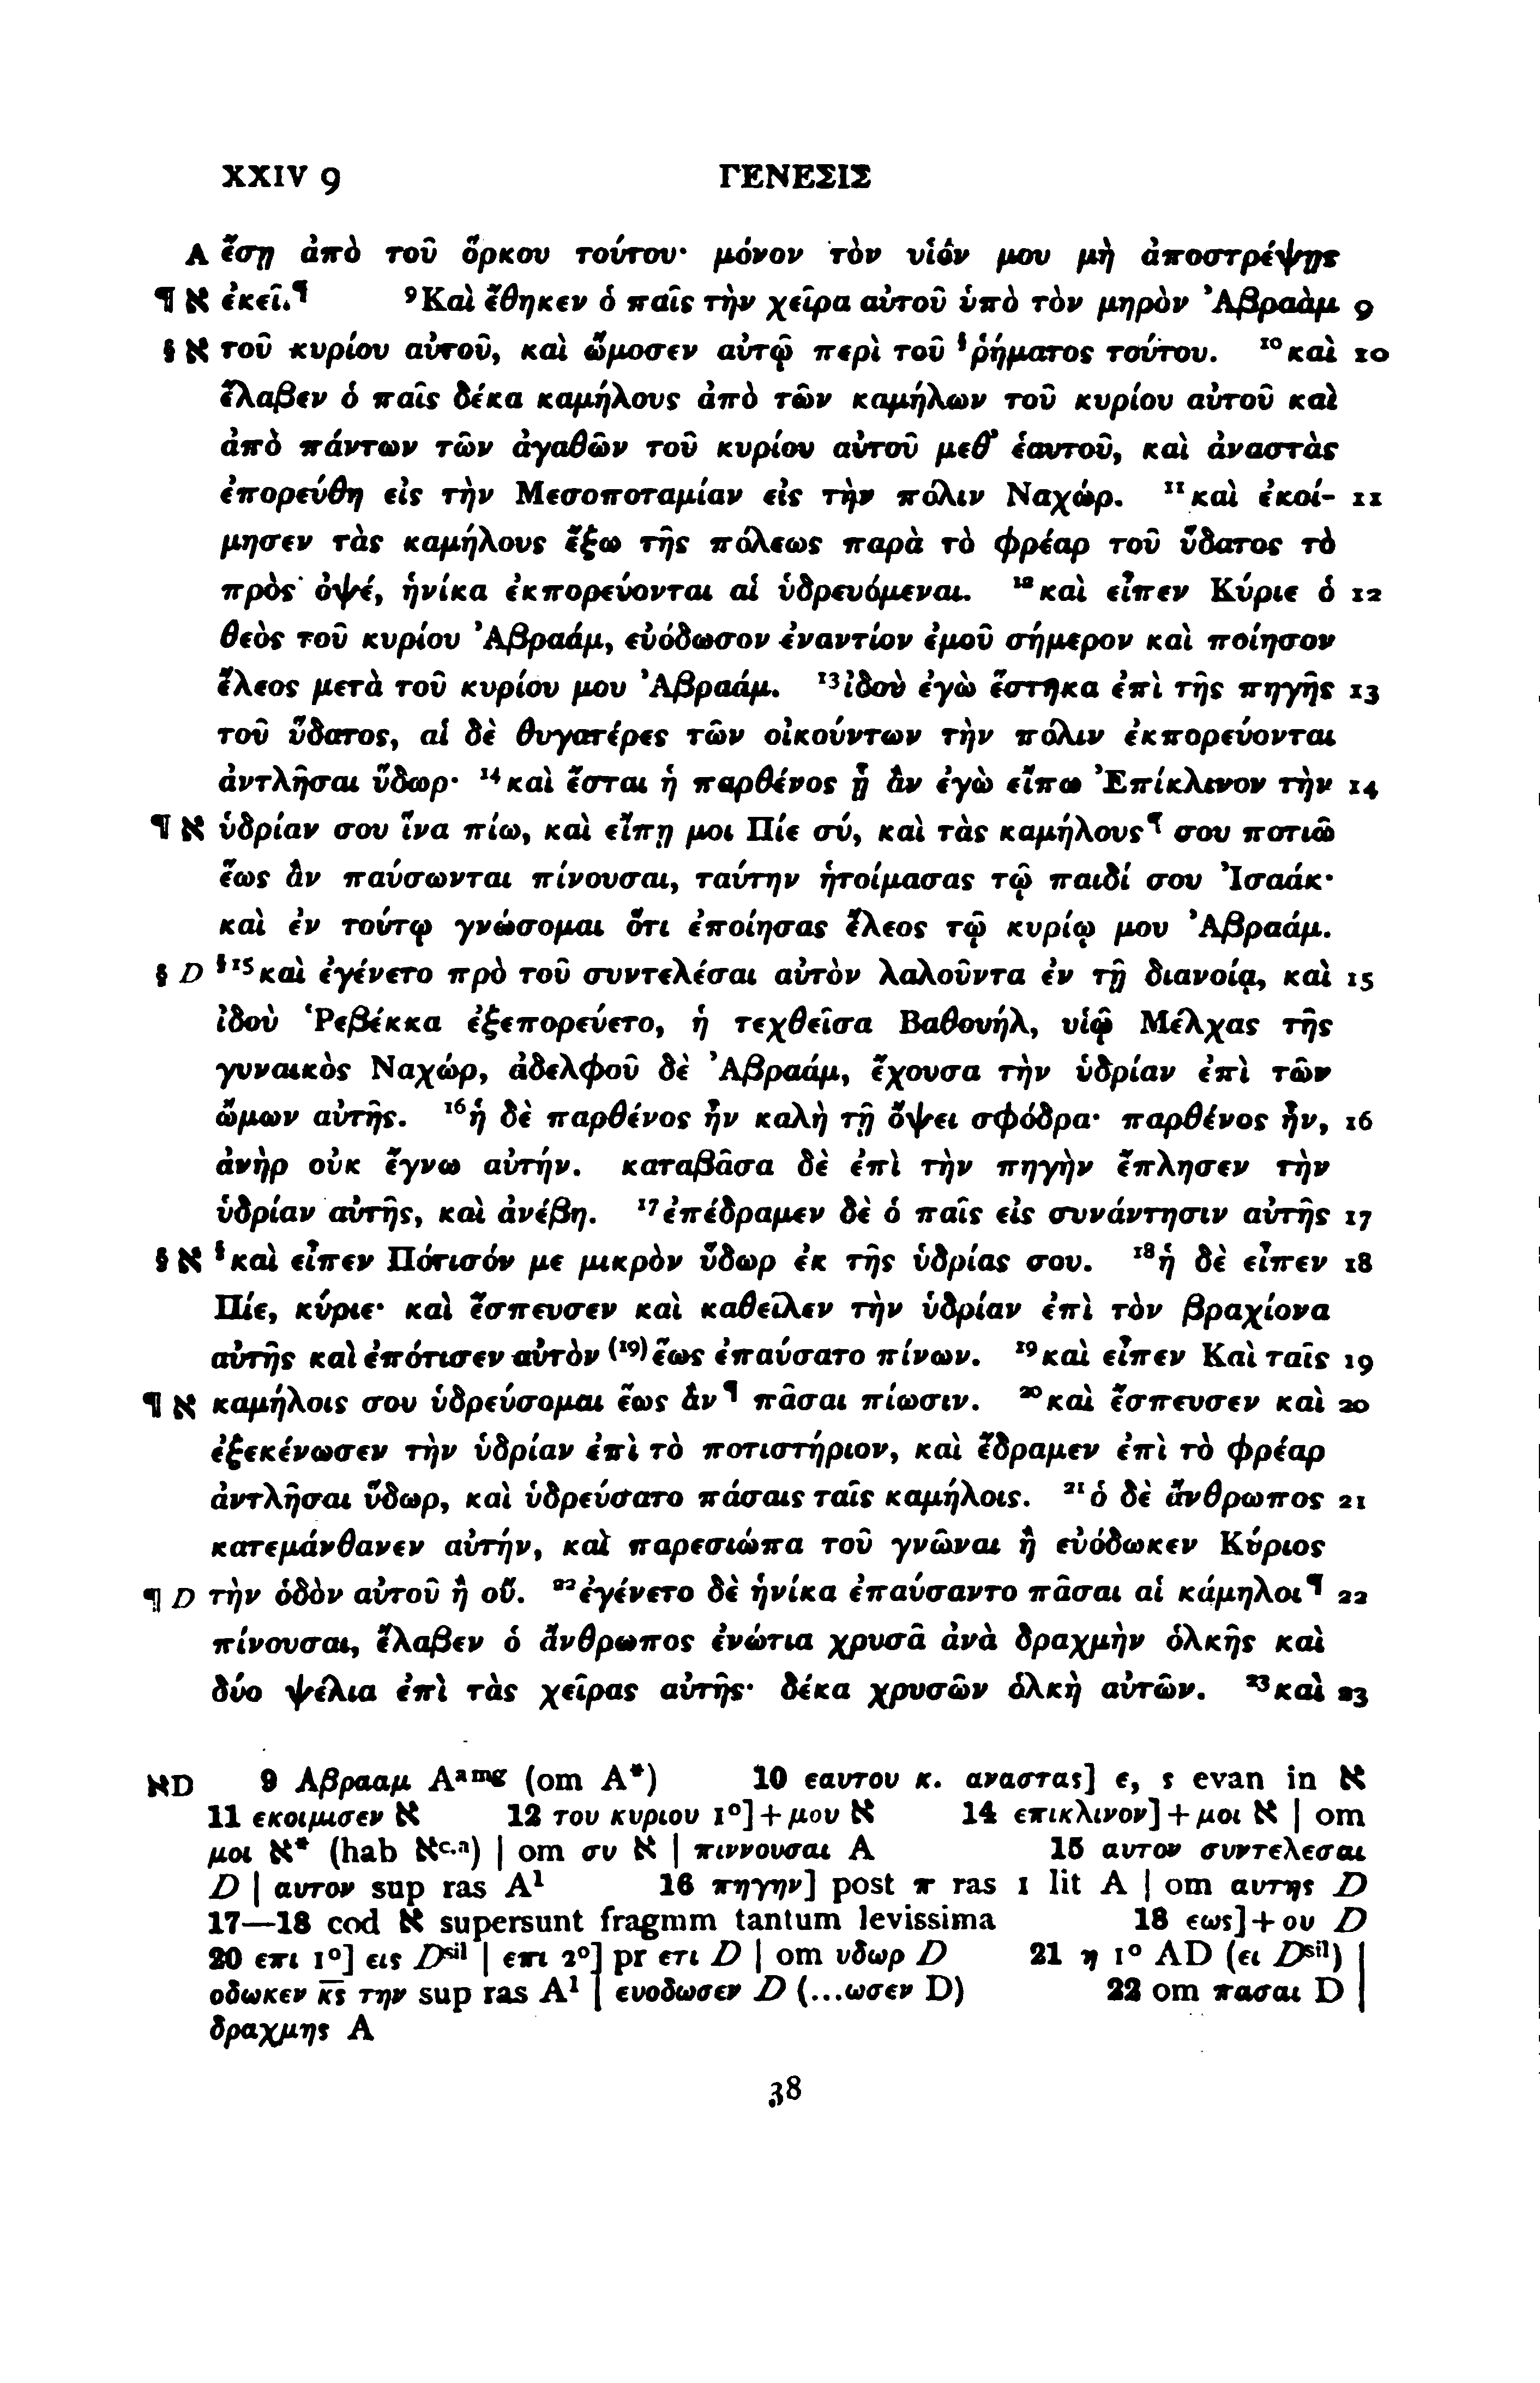 XXIV 9 ΓΕΝΕΣΙΣ
A ἔσῃ ἀπὸ τοῦ ὅρκου τούτου· μόνον τὸν υἱόν μου μὴ ἀποστρέψῃς
¶ א ἐκεῖ.¶ ⁹Καὶ ἔθηκεν ὁ παῖς τὴν χεῖρα αὐτοῦ ὑπὸ τὸν μηρὸν Ἀβραὰμ 9
§ א τοῦ κυρίου αὐτοῦ, καὶ ὤμοσεν αὐτῷ περὶ τοῦ §ῥήματος τούτου. ¹⁰καὶ 10
ἔλαβεν ὁ παῖς δέκα καμήλους ἀπὸ τῶν καμήλων τοῦ κυρίου αὐτοῦ καὶ
ἀπὸ πάντων τῶν ἀγαθῶν τοῦ κυρίου αὐτοῦ μεθ' ἑαυτοῦ, καὶ ἀναστὰς
ἐπορεύθη εἰς τὴν Μεσοποταμίαν εἰς τὴν πόλιν Ναχώρ. ¹¹καὶ ἐκοί- 11
μησεν τὰς καμήλους ἔξω τῆς πόλεως παρὰ τὸ φρέαρ τοῦ ὕδατος τὸ
πρὸς ὀψέ, ἡνίκα ἐκπορεύονται αἱ ὑδρευόμεναι. ¹²καὶ εἶπεν Κύριε ὁ 12
θεὸς τοῦ κυρίου Ἀβραάμ, εὐόδωσον ἐναντίον ἐμοῦ σήμερον καὶ ποίησον
ἔλεος μετὰ τοῦ κυρίου μου Ἀβραάμ. ¹³ἰδοὺ ἐγὼ ἕστηκα ἐπὶ τῆς πηγῆς 13
τοῦ ὕδατος, αἱ δὲ θυγατέρες τῶν οἰκούντων τὴν πόλιν ἐκπορεύονται
ἀντλῆσαι ὕδωρ· ¹⁴καὶ ἔσται ἡ παρθένος ᾗ ἂν ἐγὼ εἴπω Ἐπίκλινον τὴν 14
¶ א ὑδρίαν σου ἵνα πίω, καὶ εἴπῃ μοι Πίε σύ, καὶ τὰς καμήλους¶ σου ποτιῶ
ἕως ἂν παύσωνται πίνουσαι, ταύτην ἡτοίμασας τῷ παιδί σου Ἰσαάκ·
καὶ ἐν τούτῳ γνώσομαι ὅτι ἐποίησας ἔλεος τῷ κυρίῳ μου Ἀβραάμ.
§ D §¹⁵καὶ ἐγένετο πρὸ τοῦ συντελέσαι αὐτὸν λαλοῦντα ἐν τῇ διανοίᾳ, καὶ 15
ἰδοὺ Ῥεβέκκα ἐξεπορεύετο, ἡ τεχθεῖσα Βαθουήλ, υἱῷ Μέλχας τῆς
γυναικὸς Ναχώρ, ἀδελφοῦ δὲ Ἀβραάμ, ἔχουσα τὴν ὑδρίαν ἐπὶ τῶν
ὤμων αὐτῆς. ¹⁶ἡ δὲ παρθένος ἦν καλὴ τῇ ὄψει σφόδρα· παρθένος ἦν, 16
ἀνὴρ οὐκ ἔγνω αὐτήν. καταβᾶσα δὲ ἐπὶ τὴν πηγὴν ἔπλησεν τὴν
ὑδρίαν αὐτῆς, καὶ ἀνέβη. ¹⁷ἐπέδραμεν δὲ ὁ παῖς εἰς συνάντησιν αὐτῆς 17
§ א §καὶ εἶπεν Πότισόν με μικρὸν ὕδωρ ἐκ τῆς ὑδρίας σου. ¹⁸ἡ δὲ εἶπεν 18
Πίε, κύριε· καὶ ἔσπευσεν καὶ καθεῖλεν τὴν ὑδρίαν ἐπὶ τὸν βραχίονα
αὐτῆς καὶ ἐπότισεν αὐτὸν ⁽¹⁹⁾ἕως ἐπαύσατο πίνων. ¹⁹καὶ εἶπεν Καὶ ταῖς 19
¶ א καμήλοις σου ὑδρεύσομαι ἕως ἂν¶ πᾶσαι πίωσιν. ²⁰καὶ ἔσπευσεν καὶ 20
ἐξεκένωσεν τὴν ὑδρίαν ἐπὶ τὸ ποτιστήριον, καὶ ἔδραμεν ἐπὶ τὸ φρέαρ
ἀντλῆσαι ὕδωρ, καὶ ὑδρεύσατο πάσαις ταῖς καμήλοις. ²¹ὁ δὲ ἄνθρωπος 21
κατεμάνθανεν αὐτήν, καὶ παρεσιώπα τοῦ γνῶναι ἢ εὐόδωκεν Κύριος
¶ D τὴν ὁδὸν αὐτοῦ ἢ οὔ. ²²ἐγένετο δὲ ἡνίκα ἐπαύσαντο πᾶσαι αἱ κάμηλοι¶ 22
πίνουσαι, ἔλαβεν ὁ ἄνθρωπος ἐνώτια χρυσᾶ ἀνὰ δραχμὴν ὁλκῆς καὶ
δύο ψέλια ἐπὶ τὰς χεῖρας αὐτῆς· δέκα χρυσῶν ὁλκὴ αὐτῶν. ²³καὶ 23
אD 9 Αβρααμ Aᵃᵐᵍ (om A*) 10 εαυτου κ. αναστας] ε, ς evan in א
11 εκοιμισεν א 12 του κυριου 1°] + μου א 14 επικλινον] + μοι א | om
μοι א* (hab אᶜ·ᵃ) | om συ א | πιννουσαι A 15 αυτον συντελεσαι
D | αυτον sup ras A¹ 16 πηγην] post π ras 1 lit A | om αυτης D
17—18 cod א supersunt fragmm tantum levissima 18 εως] + ου D
20 επι 1°] εις Dˢⁱˡ | επι 2°] pr ετι D | om υδωρ D 21 η 1° AD (ει Dˢⁱˡ) |
οδωκεν κ̅ς̅ την sup ras A¹ | ευοδωσεν D (...ωσεν D) 22 om πασαι D |
δραχμης A
38